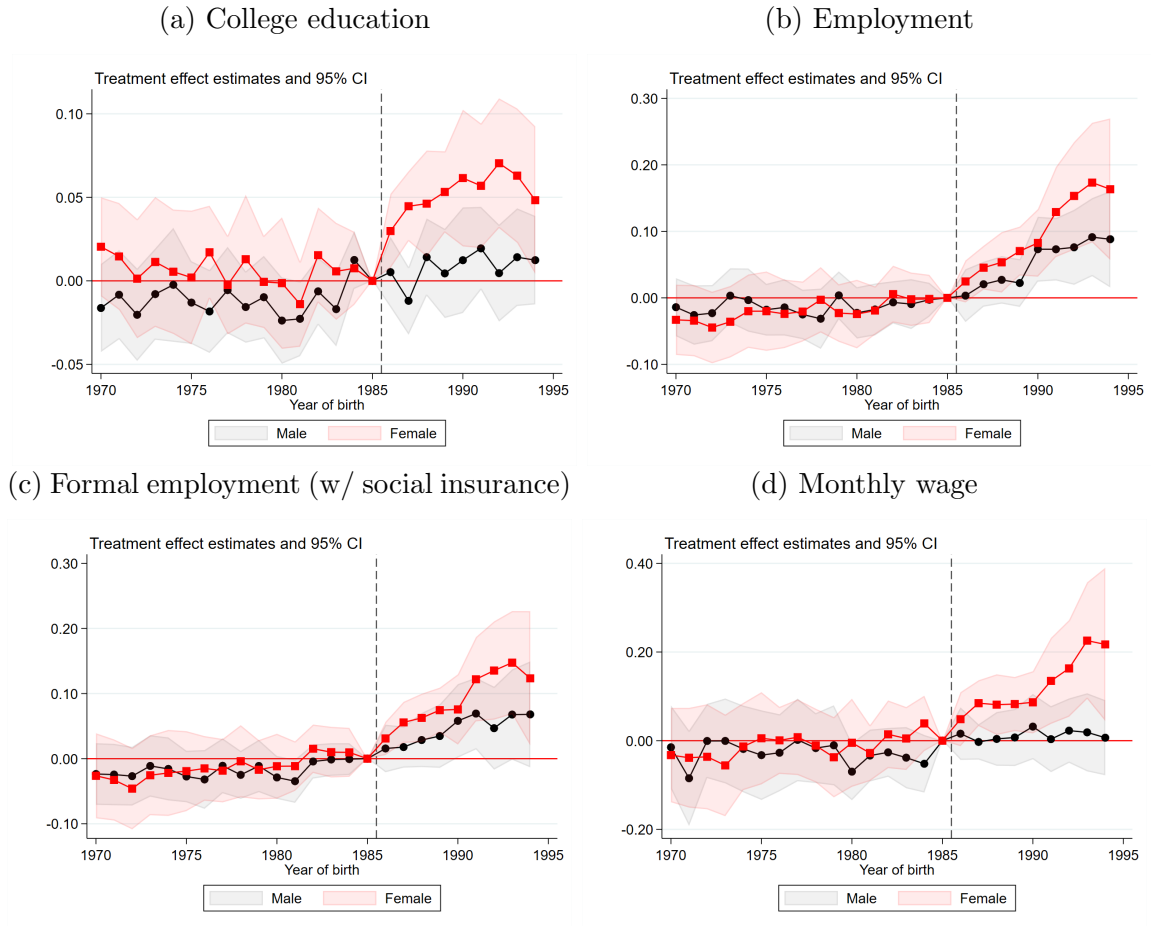 (a) College education
Treatment effect estimates and 95% CI
0.10
0.05
0.00
-0.05
1970 1975 1980 1985 1990 1995
Year of birth
Male Female
(b) Employment
Treatment effect estimates and 95% CI
0.30
0.20
0.10
0.00
-0.10
1970 1975 1980 1985 1990 1995
Year of birth
Male Female
(c) Formal employment (w/ social insurance)
Treatment effect estimates and 95% CI
0.30
0.20
0.10
0.00
-0.10
1970 1975 1980 1985 1990 1995
Year of birth
Male Female
(d) Monthly wage
Treatment effect estimates and 95% CI
0.40
0.20
0.00
-0.20
1970 1975 1980 1985 1990 1995
Year of birth
Male Female